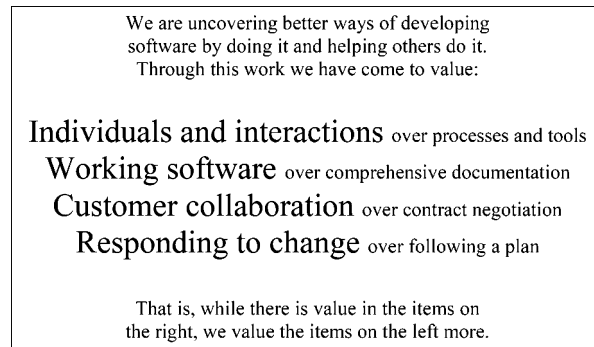 We are uncovering better ways of developing
software by doing it and helping others do it.
Through this work we have come to value:
Individuals and interactions over processes and tools
Working software over comprehensive documentation
Customer collaboration over contract negotiation
Responding to change over following a plan
That is, while there is value in the items on
the right, we value the items on the left more.